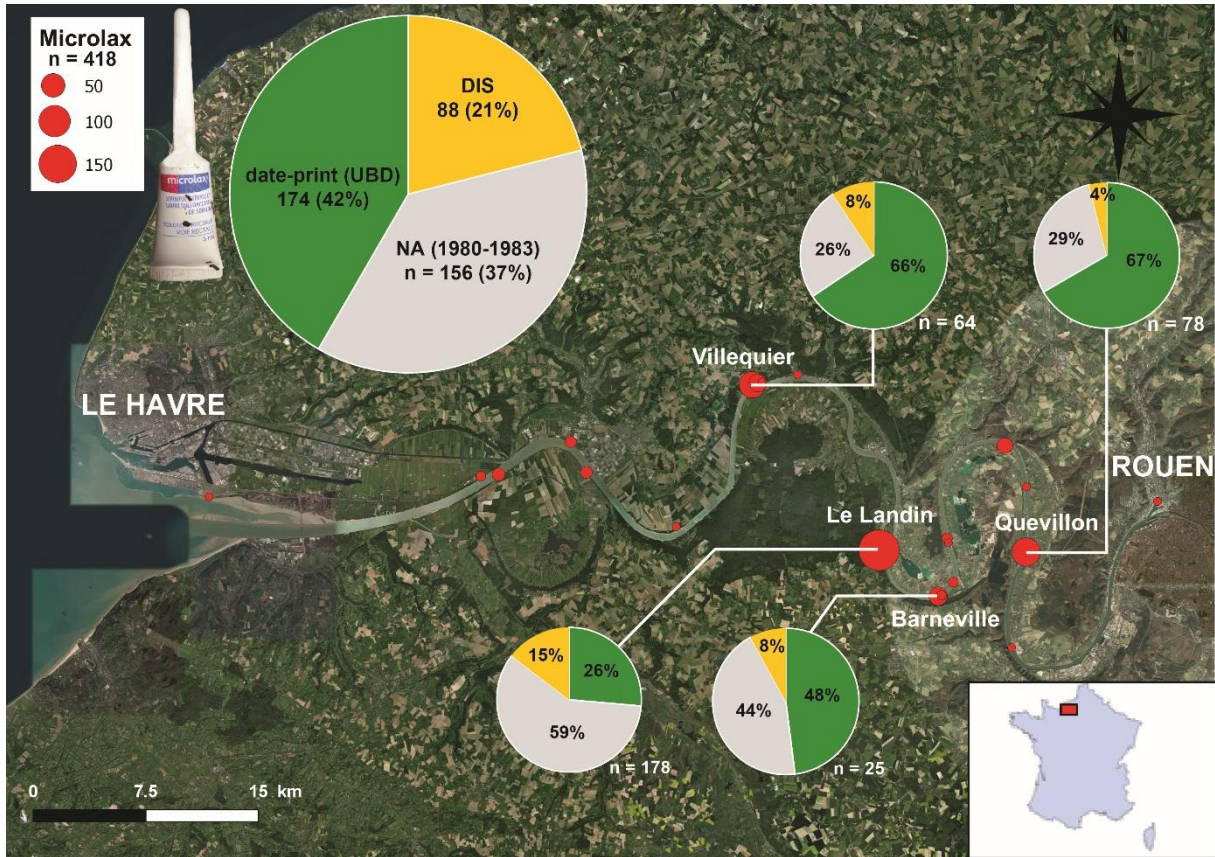 Microlax
n = 418
50
100
150
microlax
DIS
88 (21%)
date-print (UBD)
174 (42%)
NA (1980-1983)
n = 156 (37%)
N
8%
26%
66%
n = 64
4%
29%
67%
n = 78
Villequier
LE HAVRE
ROUEN
Le Landin
Quevillon
Barneville
15%
26%
59%
n = 178
8%
44%
48%
n = 25
0
7.5
15 km